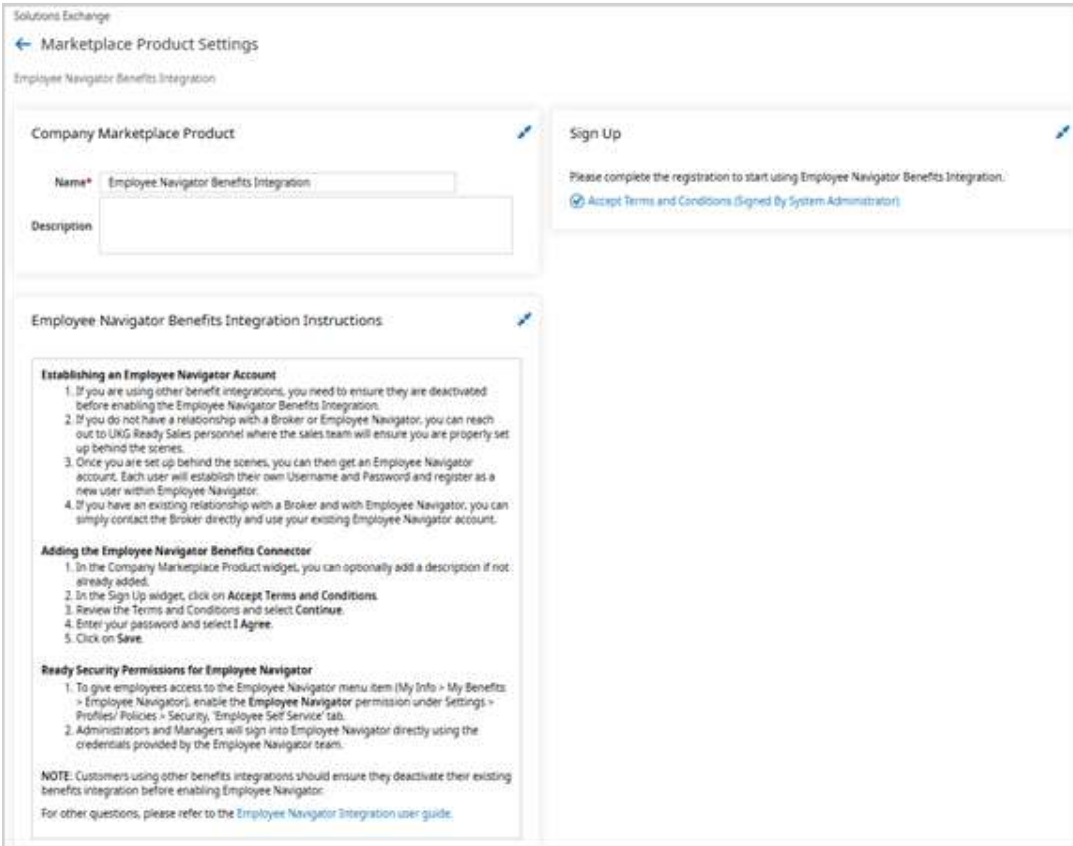 Solutions Exchange
← Marketplace Product Settings
Employee Navigator Benefits Integration
Company Marketplace Product
Name* Employee Navigator Benefits Integration
Description
Sign Up
Please complete the registration to start using Employee Navigator Benefits Integration.
Accept Terms and Conditions (Signed By System Administrator)
Employee Navigator Benefits Integration Instructions
Establishing an Employee Navigator Account
1. If you are using other benefit integrations, you need to ensure they are deactivated
before enabling the Employee Navigator Benefits Integration.
2. If you do not have a relationship with a Broker or Employee Navigator, you can reach
out to UKG Ready Sales personnel where the sales team will ensure you are properly set
up behind the scenes.
3. Once you are set up behind the scenes, you can then get an Employee Navigator
account. Each user will establish their own Username and Password and register as a
new user within Employee Navigator.
4. If you have an existing relationship with a Broker and with Employee Navigator, you can
simply contact the Broker directly and use your existing Employee Navigator account.
Adding the Employee Navigator Benefits Connector
1. In the Company Marketplace Product widget, you can optionally add a description if not
already added.
2. In the Sign Up widget, click on Accept Terms and Conditions.
3. Review the Terms and Conditions and select Continue.
4. Enter your password and select I Agree.
5. Click on Save.
Ready Security Permissions for Employee Navigator
1. To give employees access to the Employee Navigator menu item (My Info > My Benefits
> Employee Navigator), enable the Employee Navigator permission under Settings >
Profiles/ Policies > Security, 'Employee Self Service' tab.
2. Administrators and Managers will sign into Employee Navigator directly using the
credentials provided by the Employee Navigator team.
NOTE: Customers using other benefits integrations should ensure they deactivate their existing
benefits integration before enabling Employee Navigator.
For other questions, please refer to the Employee Navigator Integration user guide.